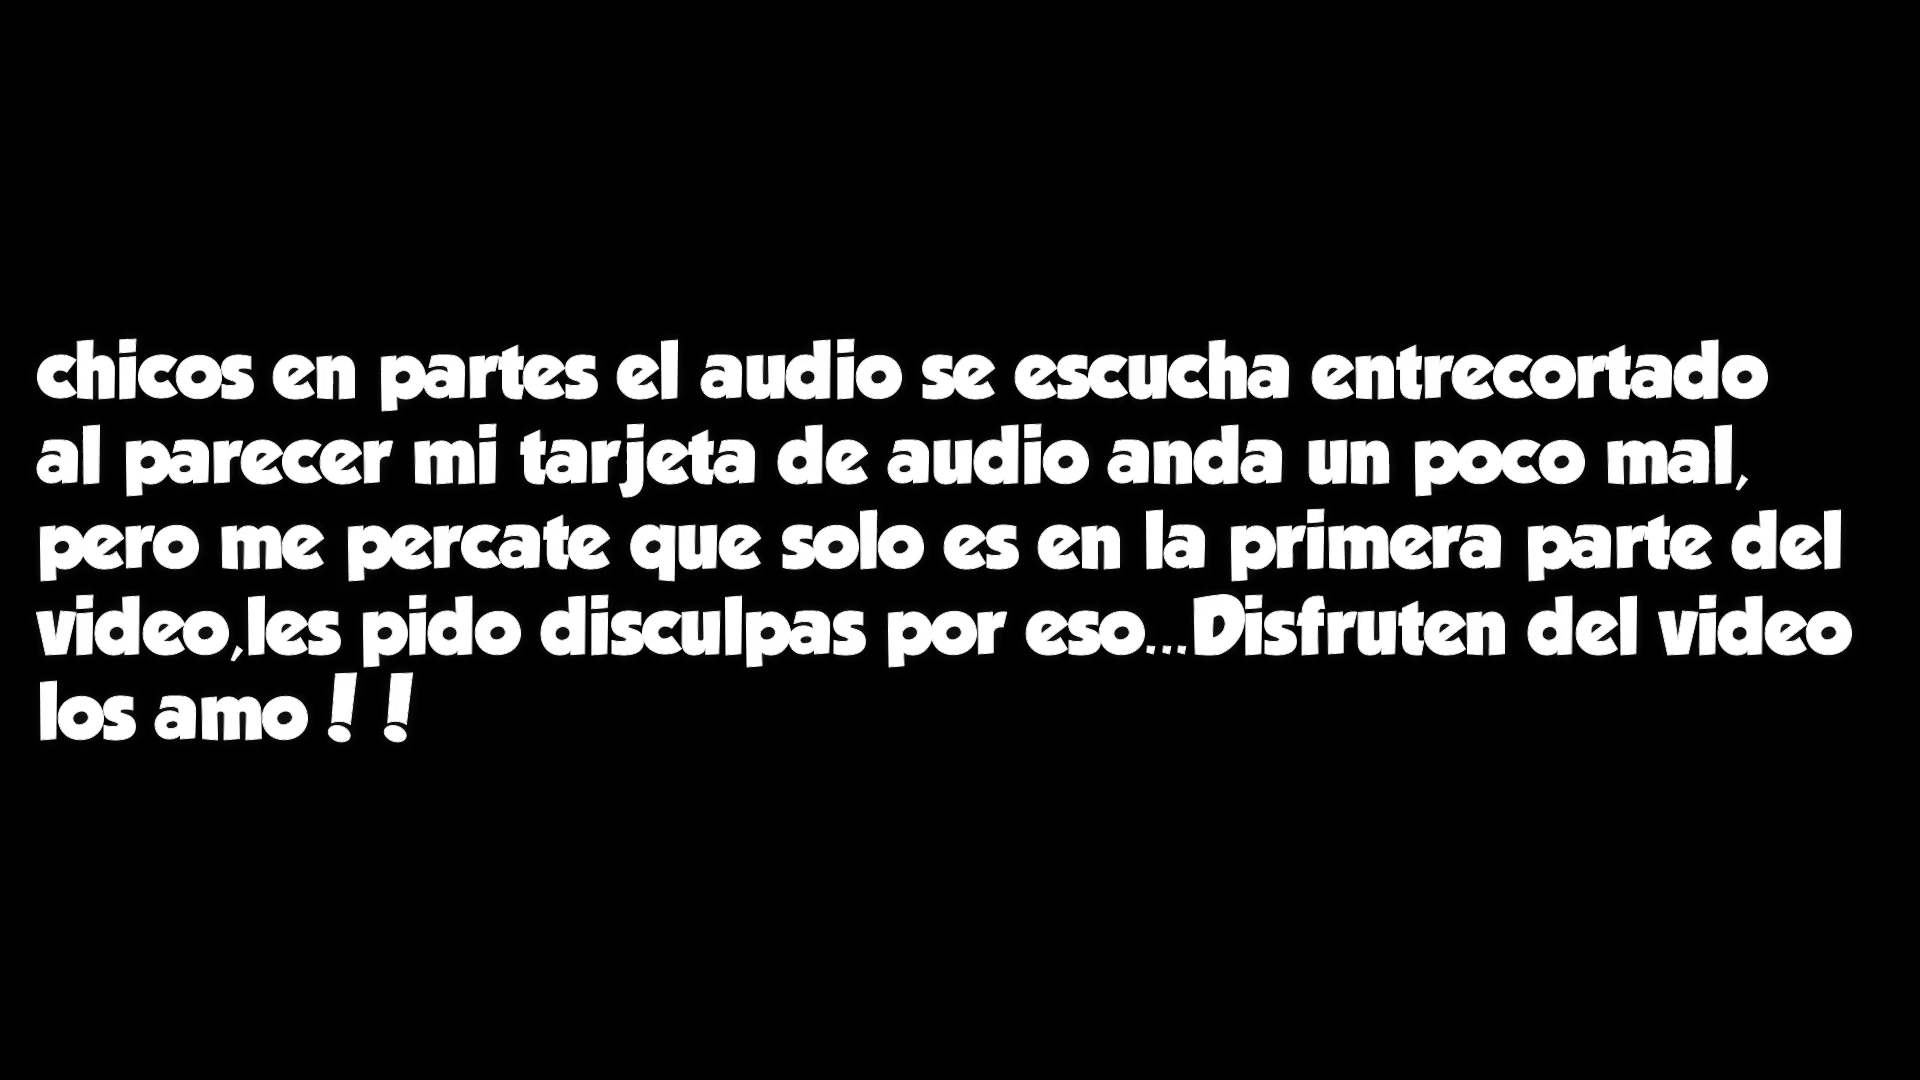 chicos en partes el audio se escucha entrecortado
al parecer mi tarjeta de audio anda un poco mal,
pero me percate que solo es en la primera parte del
video,les pido disculpas por eso...Disfruten del video
los amo!!